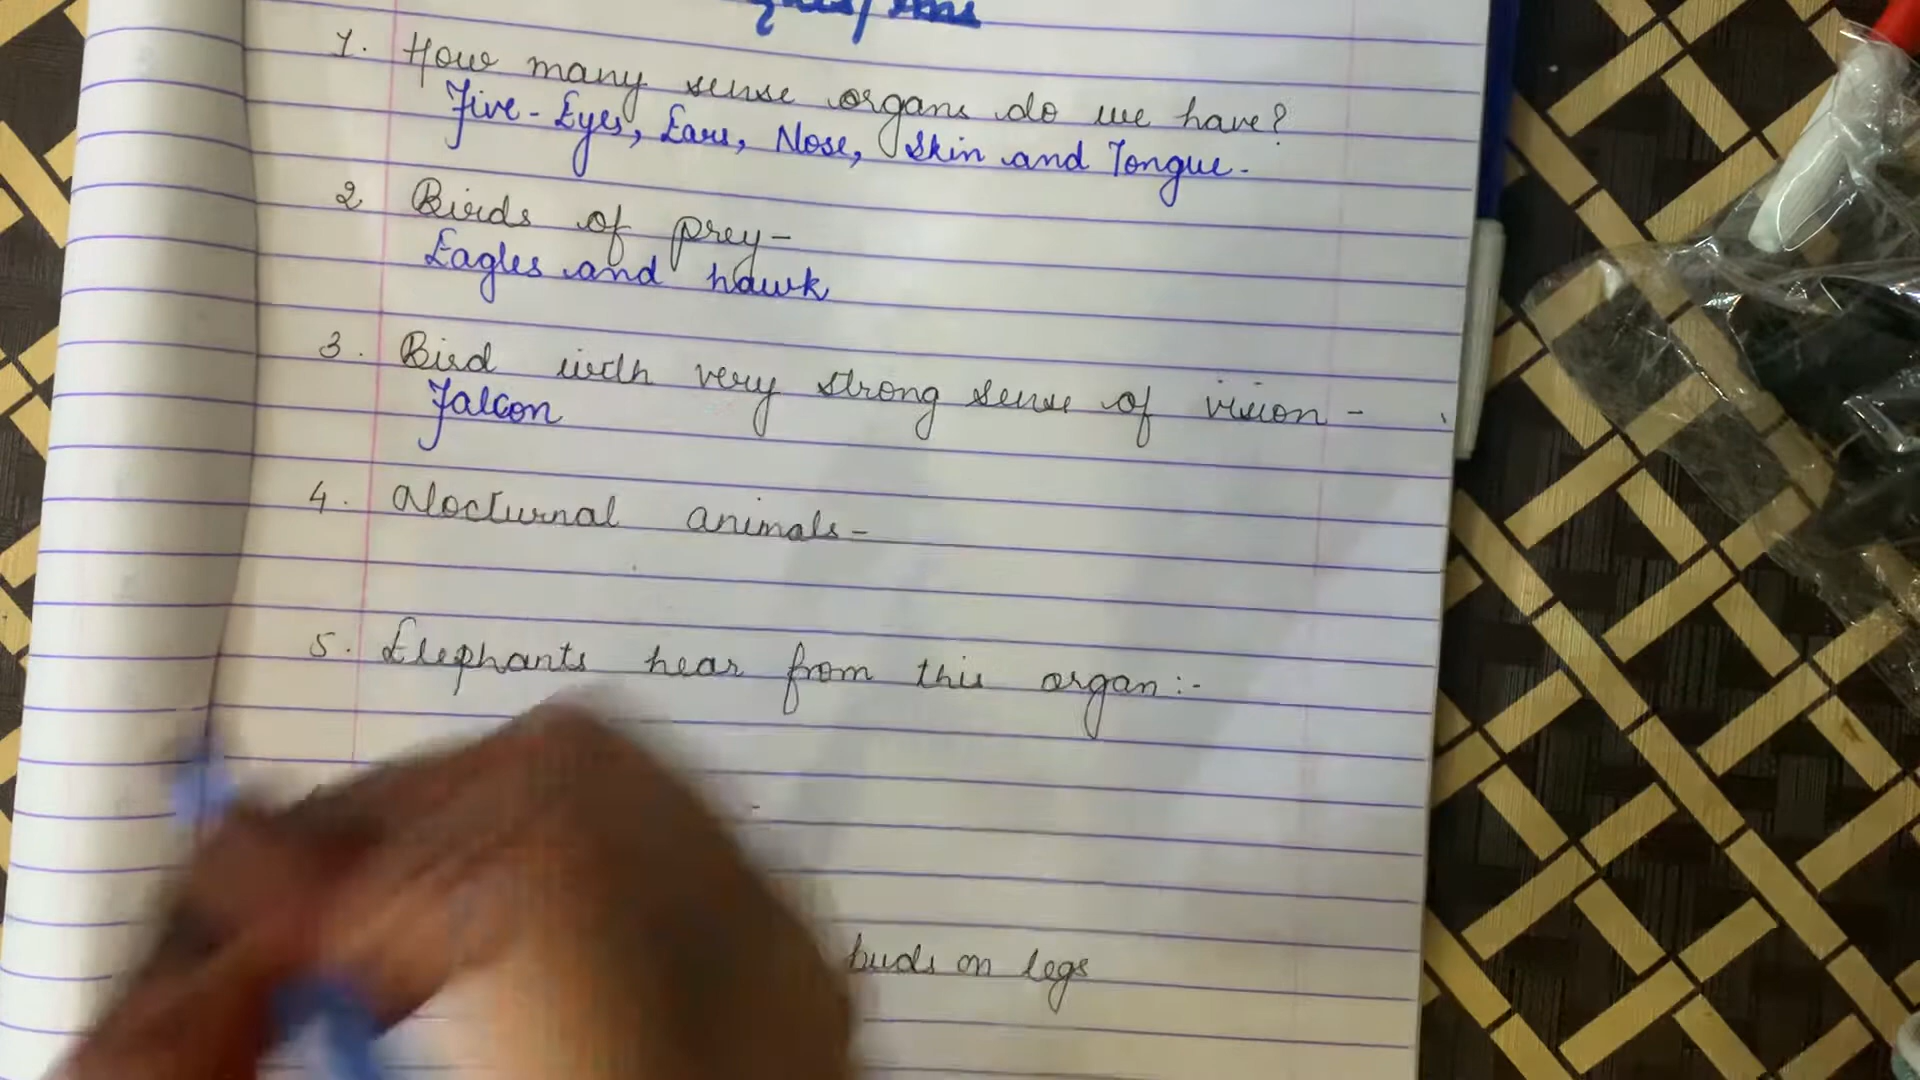 1. How many sense organs do we have?
Five - Eyes, Ears, Nose, Skin and Tongue.
2 Birds of prey-
Eagles and hawk
3. Bird with very strong sense of vision -
Falcon
4. Nocturnal animals-
5. Elephants hear from this organ:-
buds on legs